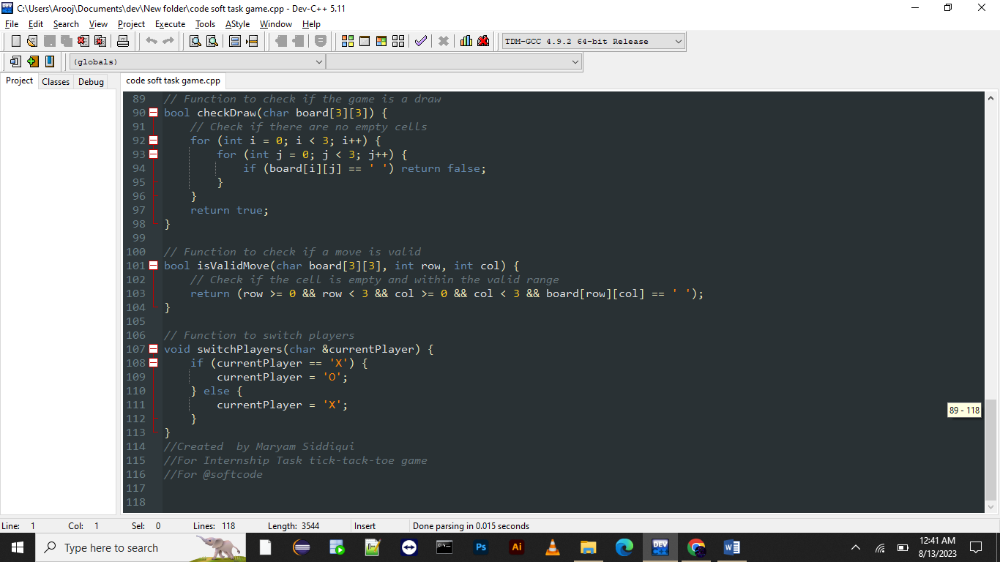 C:\Users\Arooj\Documents\dev\New folder\code soft task game.cpp - Dev-C++ 5.11
File Edit Search View Project Execute Tools AStyle Window Help
TDM-GCC 4.9.2 64-bit Release
(globals)
Project Classes Debug
code soft task game.cpp
89 // Function to check if the game is a draw
90 bool checkDraw(char board[3][3]) {
91     // Check if there are no empty cells
92     for (int i = 0; i < 3; i++) {
93         for (int j = 0; j < 3; j++) {
94             if (board[i][j] == ' ') return false;
95         }
96     }
97     return true;
98 }
99
100 // Function to check if a move is valid
101 bool isValidMove(char board[3][3], int row, int col) {
102     // Check if the cell is empty and within the valid range
103     return (row >= 0 && row < 3 && col >= 0 && col < 3 && board[row][col] == ' ');
104 }
105
106 // Function to switch players
107 void switchPlayers(char &currentPlayer) {
108     if (currentPlayer == 'X') {
109         currentPlayer = 'O';
110     } else {
111         currentPlayer = 'X';
112     }
113 }
114 //Created  by Maryam Siddiqui
115 //For Internship Task tick-tack-toe game
116 //For @softcode
117
118
89 - 118
Line: 1 Col: 1 Sel: 0 Lines: 118 Length: 3544 Insert Done parsing in 0.015 seconds
Type here to search
Ps
Ai
DEV
W
12:41 AM
8/13/2023